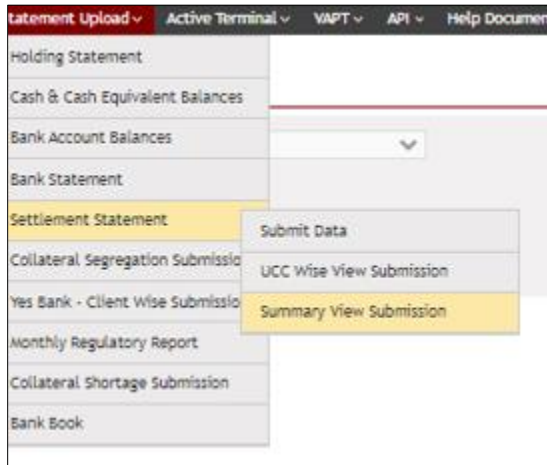 tatement Upload Active Terminal VAPT API Help Documen
Holding Statement
Cash & Cash Equivalent Balances
Bank Account Balances
Bank Statement
Settlement Statement
Submit Data
Collateral Segregation Submissio
UCC Wise View Submission
Yes Bank - Client Wise Submissio
Summary View Submission
Monthly Regulatory Report
Collateral Shortage Submission
Bank Book